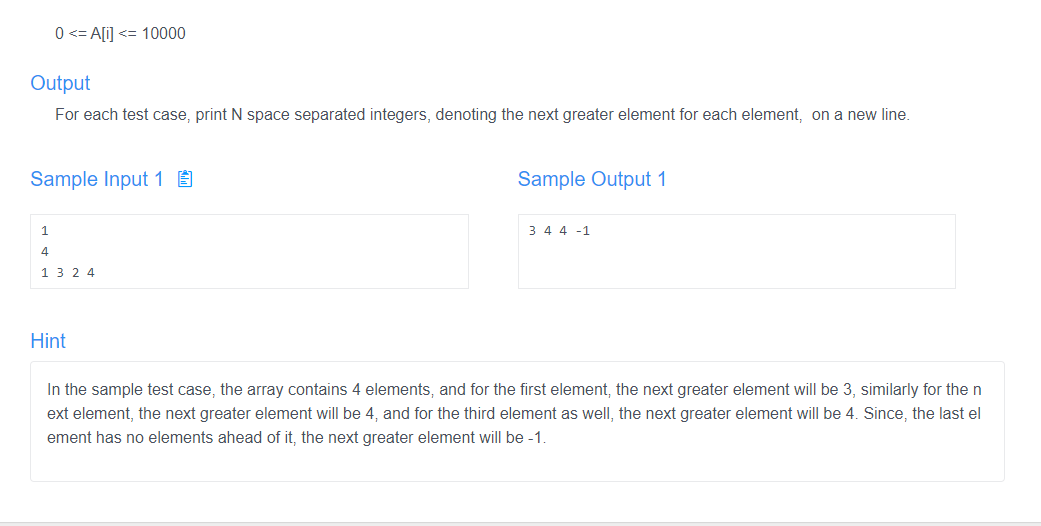 0 <= A[i] <= 10000
Output
For each test case, print N space separated integers, denoting the next greater element for each element,  on a new line.
Sample Input 1
Sample Output 1
1
4
1 3 2 4
3 4 4 -1
Hint
In the sample test case, the array contains 4 elements, and for the first element, the next greater element will be 3, similarly for the n
ext element, the next greater element will be 4, and for the third element as well, the next greater element will be 4. Since, the last el
ement has no elements ahead of it, the next greater element will be -1.